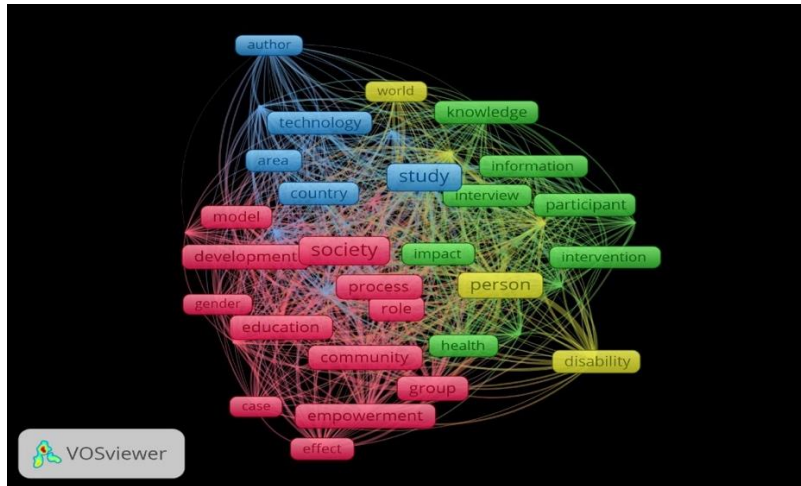 author
world
knowledge
technology
area
information
study
country
interview
participant
model
society
development
impact
intervention
person
process
gender
role
education
health
community
disability
group
case
empowerment
effect
VOSviewer